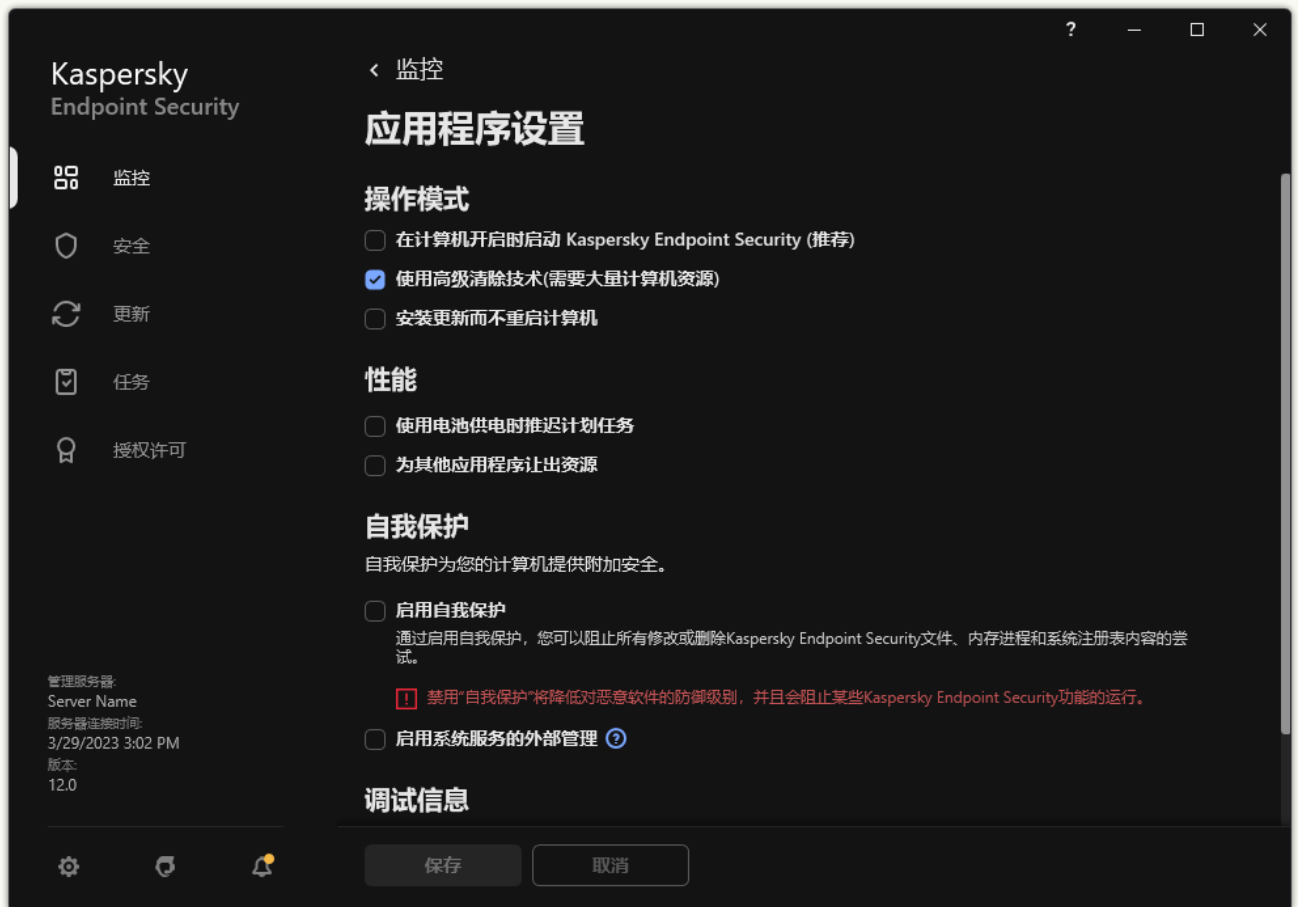 Kaspersky
Endpoint Security
监控
安全
更新
任务
授权许可
管理服务器:
Server Name
服务器连接时间:
3/29/2023 3:02 PM
版本:
12.0
监控
应用程序设置
操作模式
在计算机开启时启动 Kaspersky Endpoint Security (推荐)
使用高级清除技术(需要大量计算机资源)
安装更新而不重启计算机
性能
使用电池供电时推迟计划任务
为其他应用程序让出资源
自我保护
自我保护为您的计算机提供附加安全。
启用自我保护
通过启用自我保护，您可以阻止所有修改或删除Kaspersky Endpoint Security文件、内存进程和系统注册表内容的尝
试。
禁用“自我保护”将降低对恶意软件的防御级别，并且会阻止某些Kaspersky Endpoint Security功能的运行。
启用系统服务的外部管理
调试信息
保存
取消